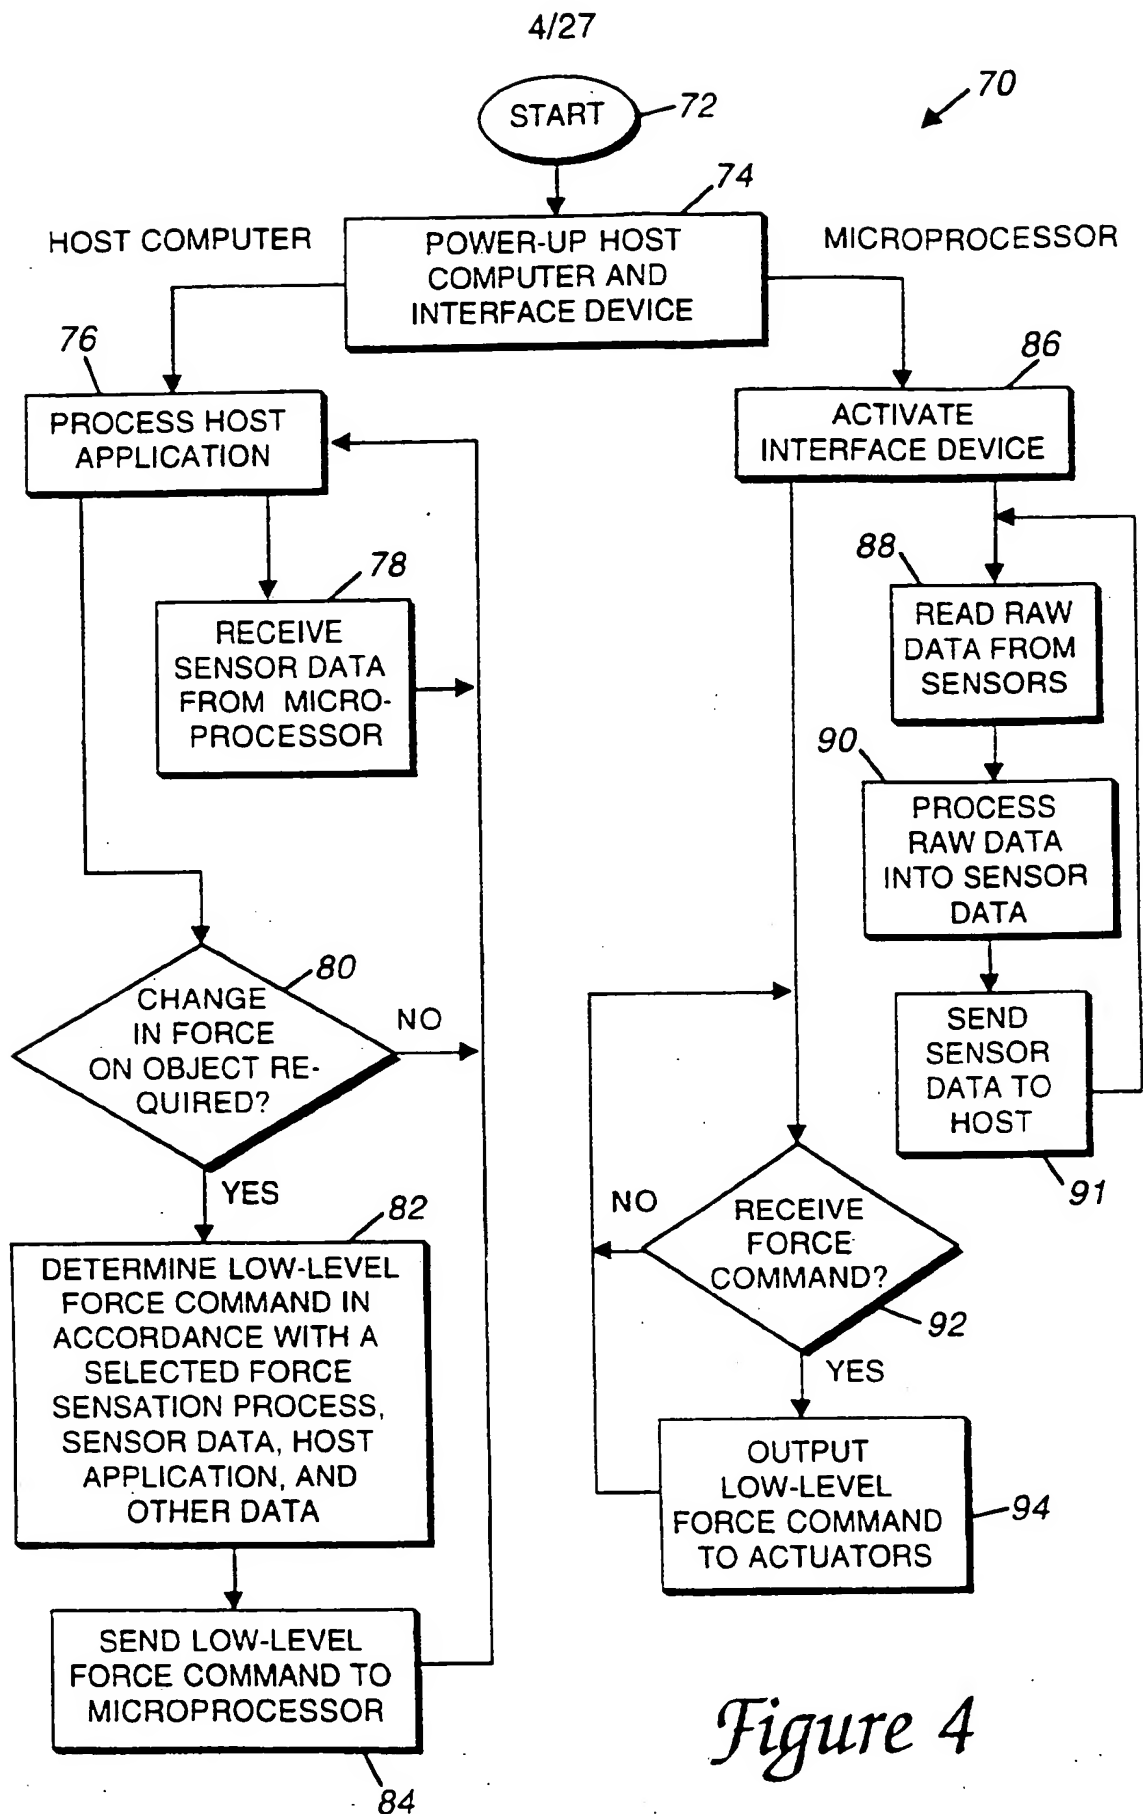 4/27
70
START
72
74
HOST COMPUTER
POWER-UP HOST
COMPUTER AND
INTERFACE DEVICE
MICROPROCESSOR
76
PROCESS HOST
APPLICATION
78
RECEIVE
SENSOR DATA
FROM MICRO-
PROCESSOR
80
CHANGE
IN FORCE
ON OBJECT RE-
QUIRED?
NO
YES
82
DETERMINE LOW-LEVEL
FORCE COMMAND IN
ACCORDANCE WITH A
SELECTED FORCE
SENSATION PROCESS,
SENSOR DATA, HOST
APPLICATION, AND
OTHER DATA
SEND LOW-LEVEL
FORCE COMMAND TO
MICROPROCESSOR
84
86
ACTIVATE
INTERFACE DEVICE
88
READ RAW
DATA FROM
SENSORS
90
PROCESS
RAW DATA
INTO SENSOR
DATA
SEND
SENSOR
DATA TO
HOST
91
NO
RECEIVE
FORCE
COMMAND?
92
YES
OUTPUT
LOW-LEVEL
FORCE COMMAND
TO ACTUATORS
94
Figure 4